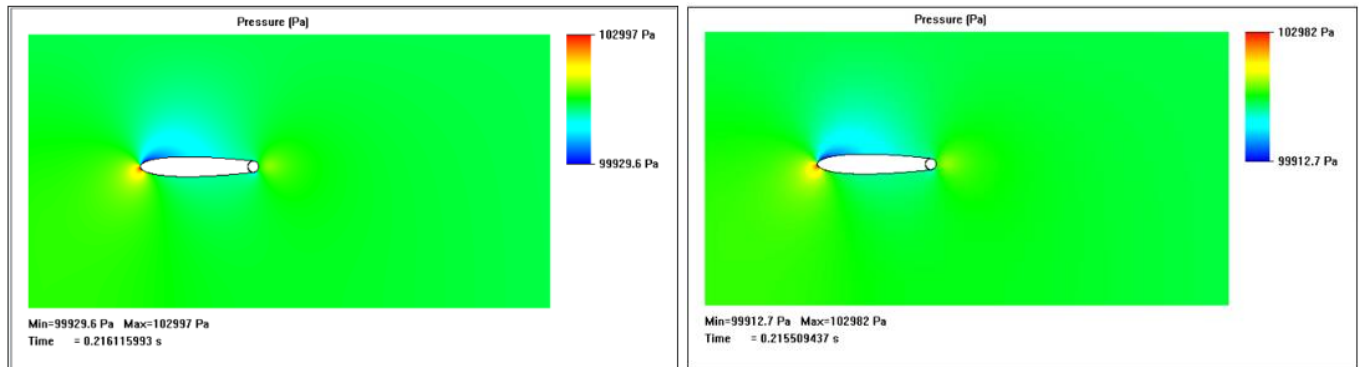 Pressure (Pa)
102997 Pa
99929.6 Pa
Min=99929.6 Pa Max=102997 Pa
Time = 0.216115993 s
Pressure (Pa)
102982 Pa
99912.7 Pa
Min=99912.7 Pa Max=102982 Pa
Time = 0.215509437 s